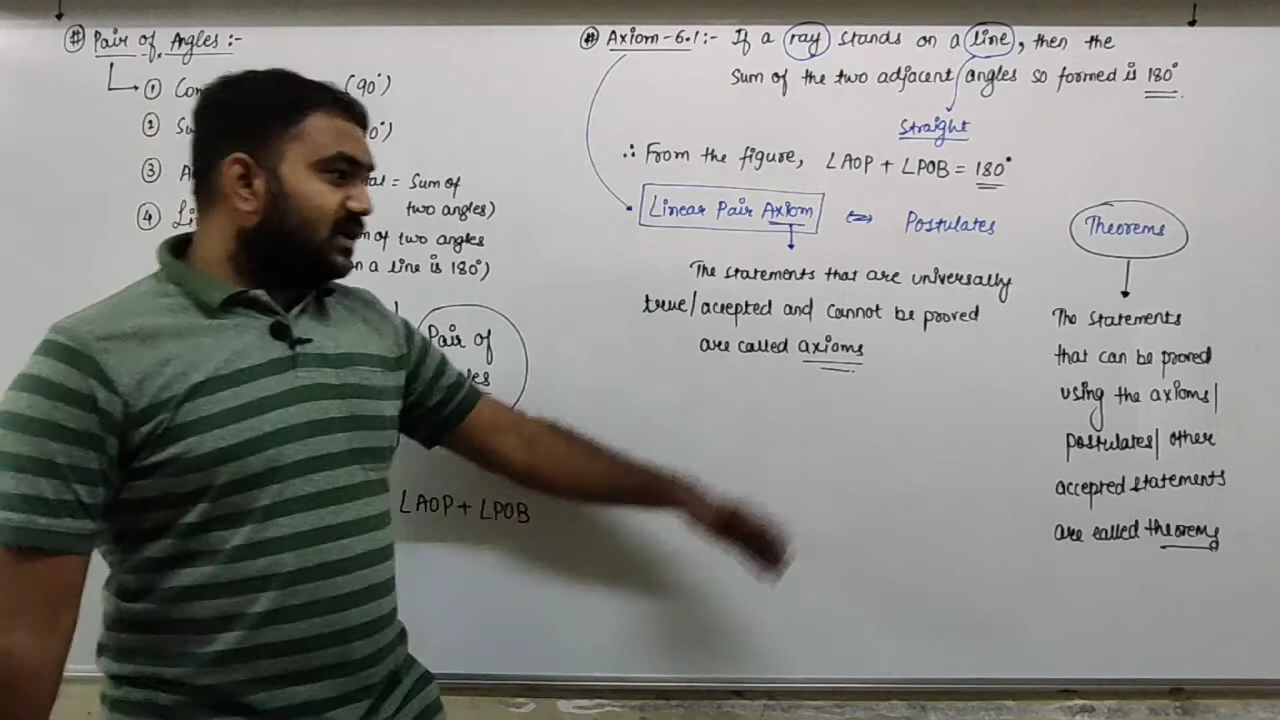 # Pair of Angles :-
① (90°)
②
③ = Sum of
two angles)
④ of two angles
on a line is 180°)
Pair of
∠AOP + ∠POB
# Axiom-6.1 :- If a ray stands on a line, then the
sum of the two adjacent angles so formed is 180°
Straight
∴ From the figure, ∠AOP + ∠POB = 180°
Linear Pair Axiom ⇔ Postulates
The statements that are universally
true/accepted and cannot be proved
are called axioms
Theorems
The statements
that can be proved
using the axioms/
postulates/ other
accepted statements
are called theorems